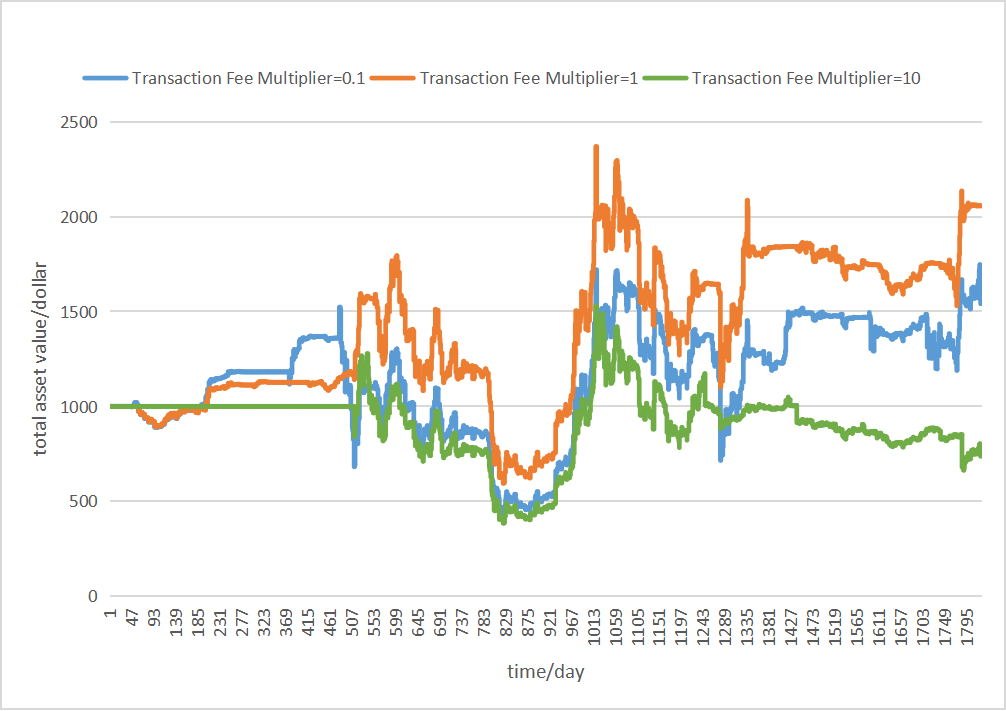 Transaction Fee Multiplier=0.1 Transaction Fee Multiplier=1 Transaction Fee Multiplier=10
2500
2000
1500
1000
500
0
total asset value/dollar
1 47 93 139 185 231 277 323 369 415 461 507 553 599 645 691 737 783 829 875 921 967 1013 1059 1105 1151 1197 1243 1289 1335 1381 1427 1473 1519 1565 1611 1657 1703 1749 1795
time/day